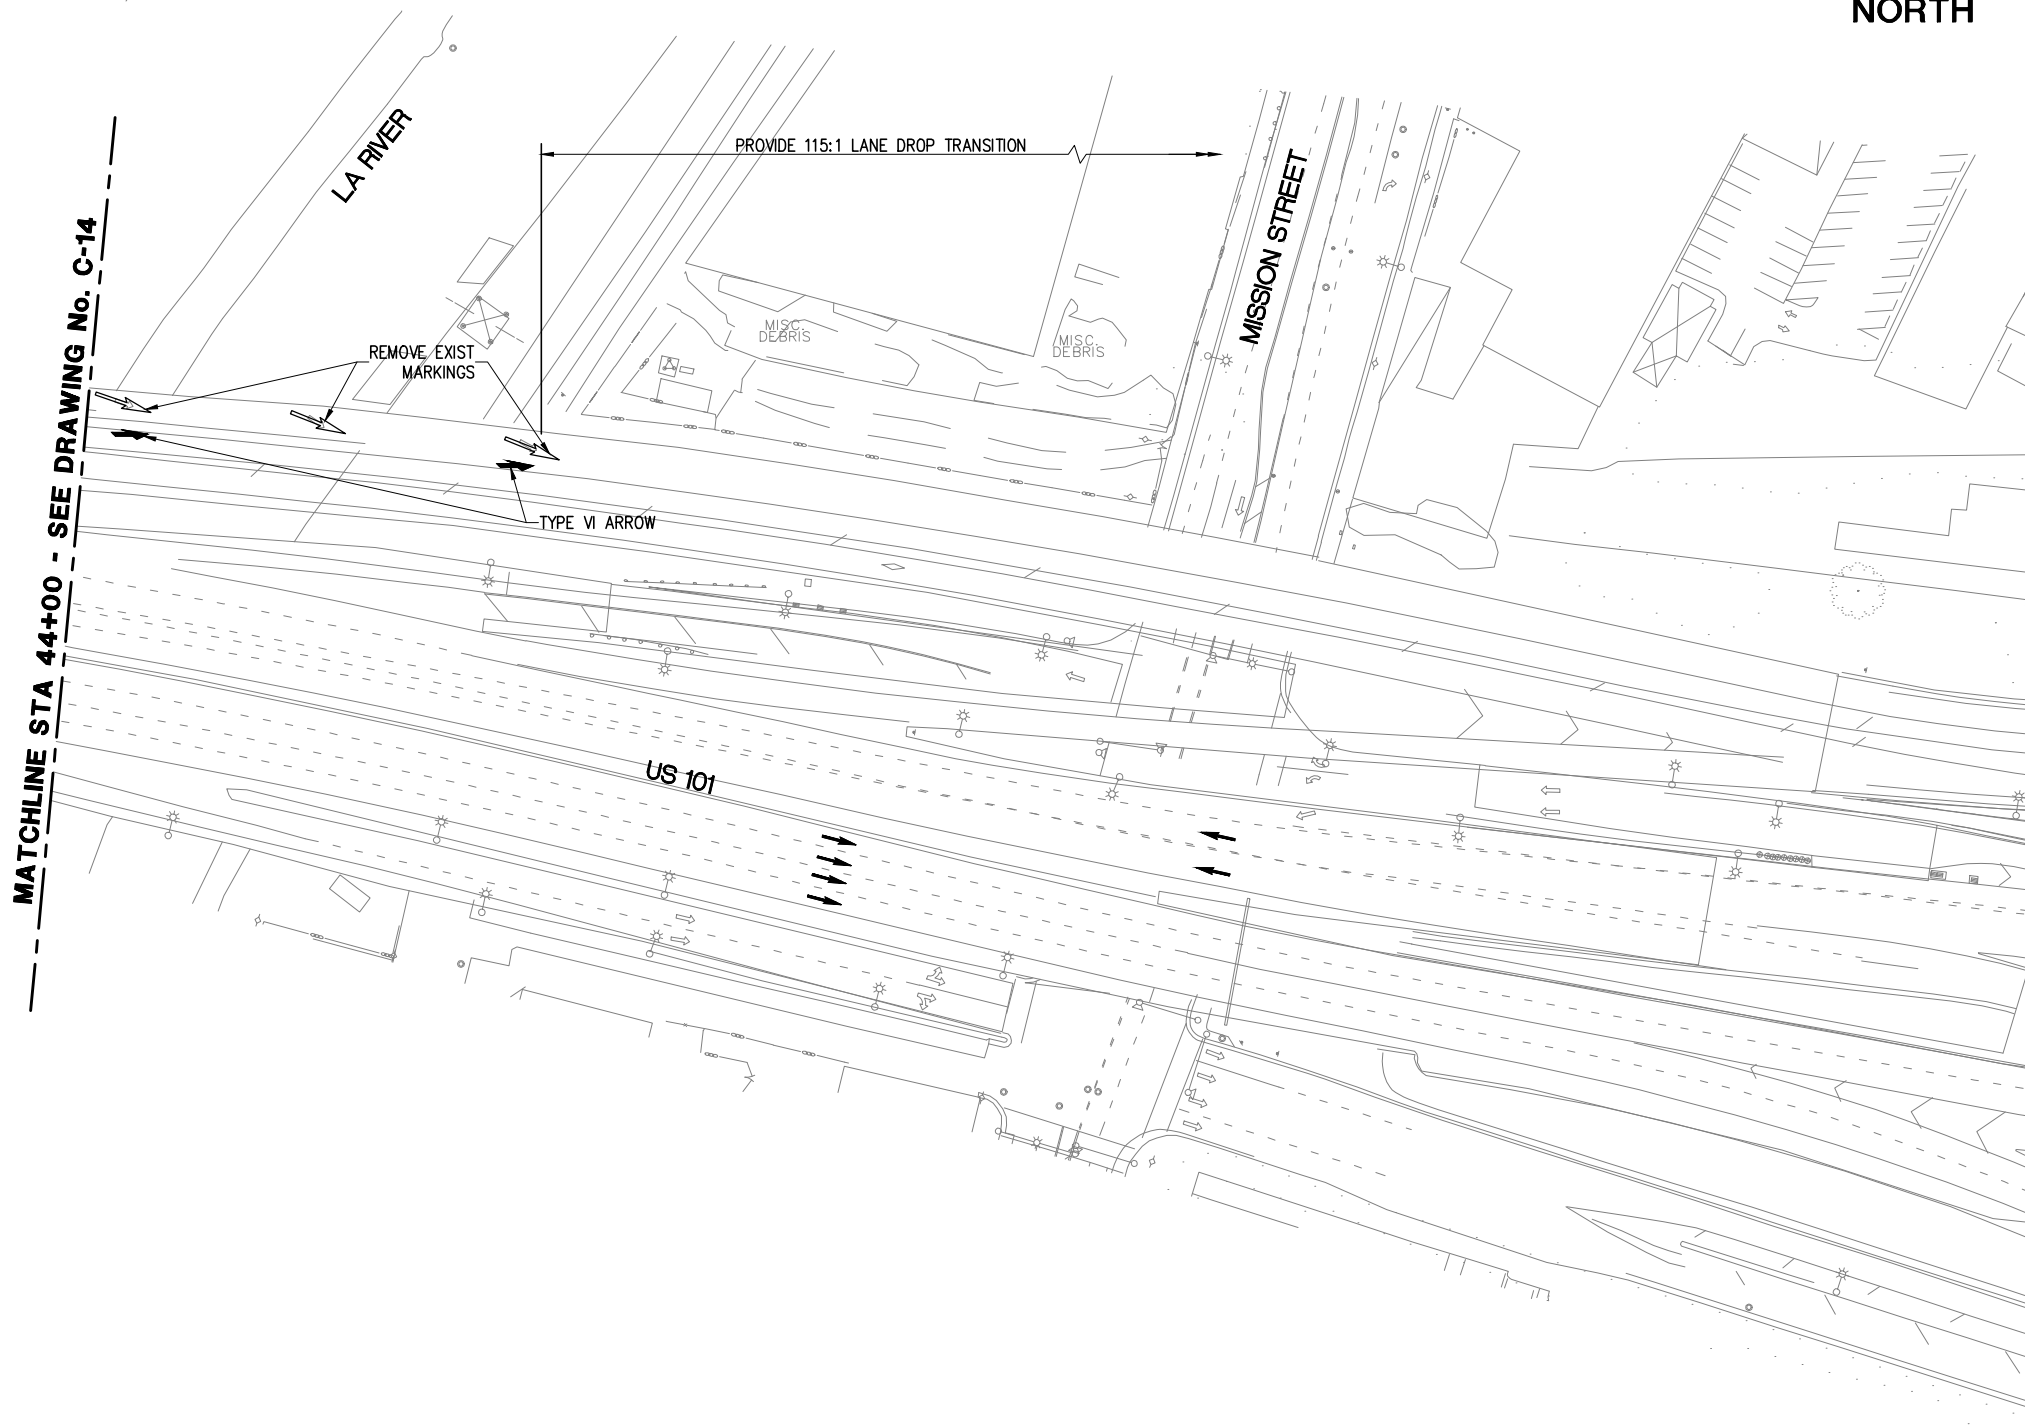 NORTH
LA RIVER
PROVIDE 115:1 LANE DROP TRANSITION
MISSION STREET
MATCHLINE STA 44+00 - SEE DRAWING No. C-14
MISC.
DEBRIS
MISC.
DEBRIS
REMOVE EXIST
MARKINGS
TYPE VI ARROW
US 101